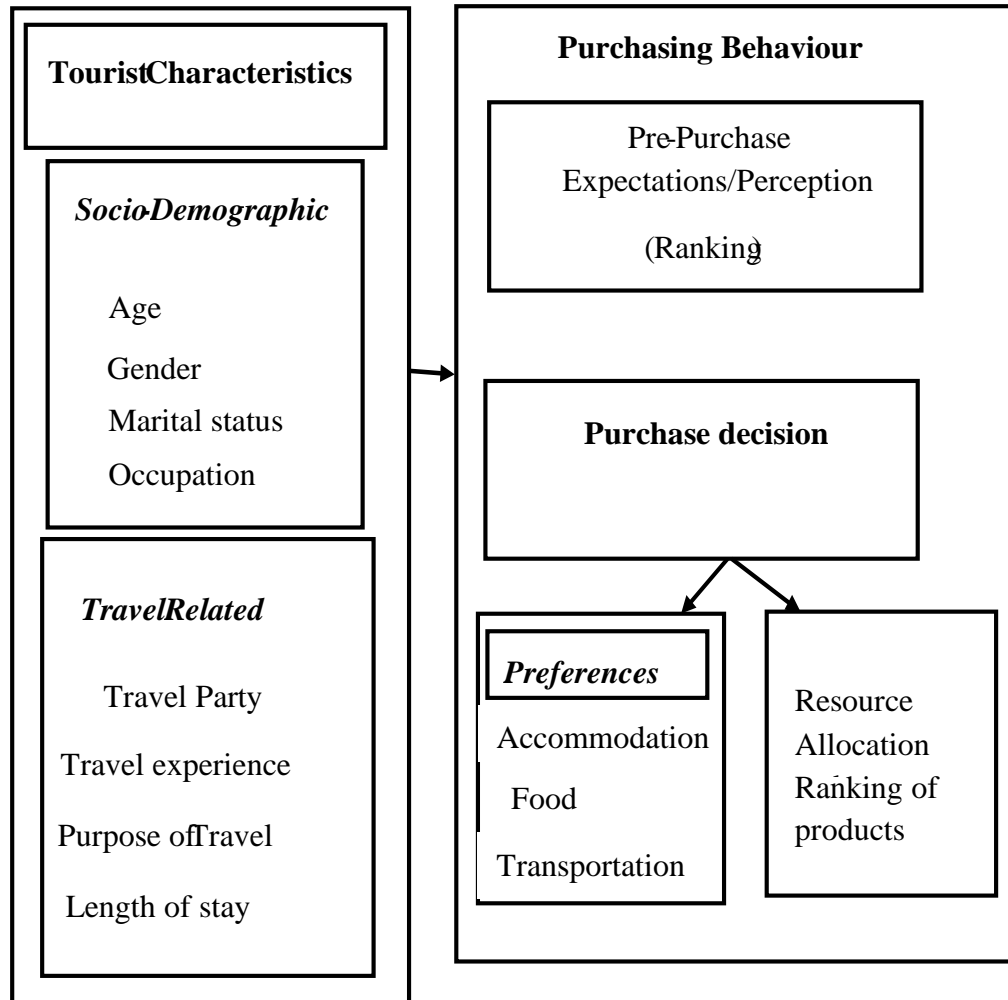 TouristCharacteristics
Socio-Demographic
Age
Gender
Marital status
Occupation
TravelRelated
Travel Party
Travel experience
Purpose ofTravel
Length of stay
Purchasing Behaviour
Pre-Purchase
Expectations/Perception
(Ranking)
Purchase decision
Preferences
Accommodation
Food
Transportation
Resource
Allocation
Ranking of
products